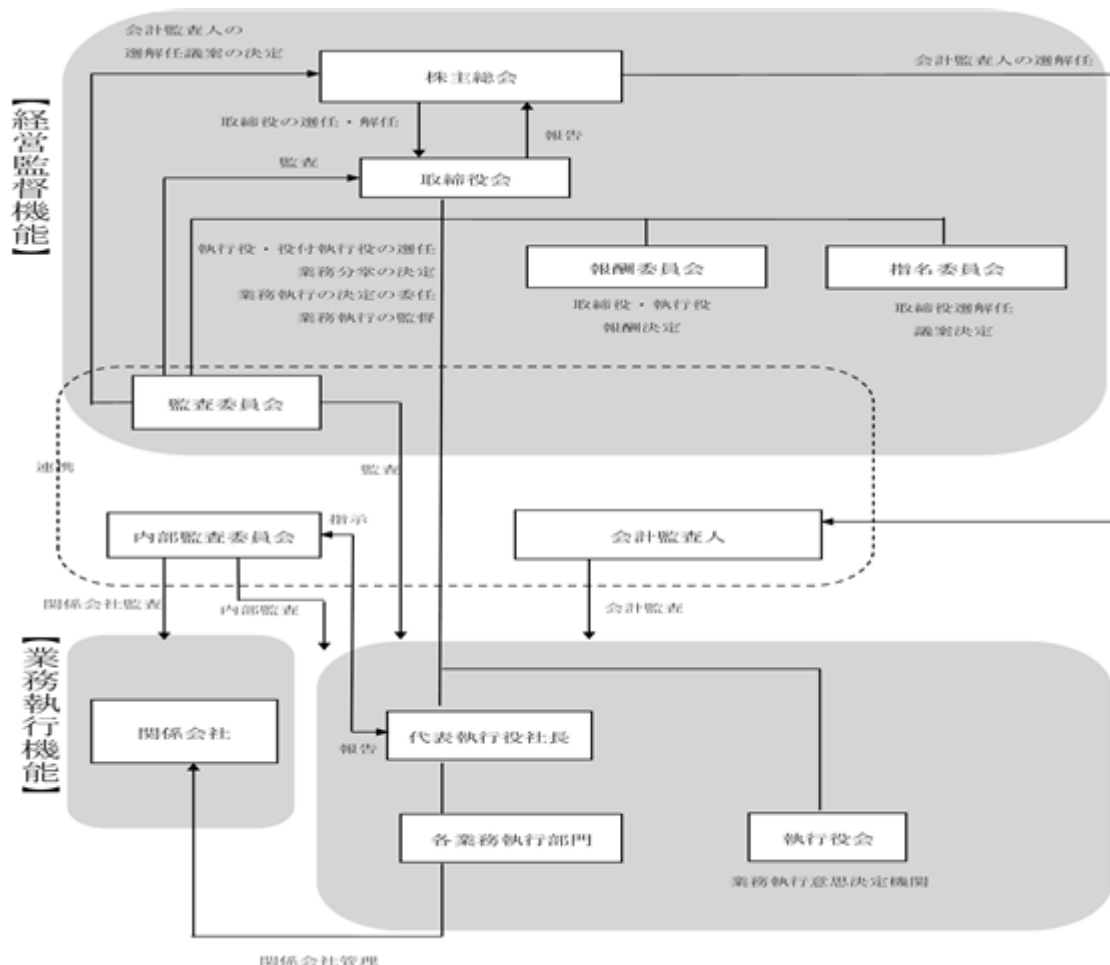 会計監査人の
選解任議案の決定
株主総会
会計監査人の選解任
取締役の選任・解任
報告
【経営監督機能】
監査
取締役会
執行役・役付執行役の選任
業務分掌の決定
業務執行の決定の委任
業務執行の監督
報酬委員会
取締役・執行役
報酬決定
指名委員会
取締役選解任
議案決定
監査委員会
連携
監査
内部監査委員会
指示
会計監査人
関係会社監査
内部監査
会計監査
【業務執行機能】
関係会社
代表執行役社長
報告
各業務執行部門
執行役会
業務執行意思決定機関
関係会社管理